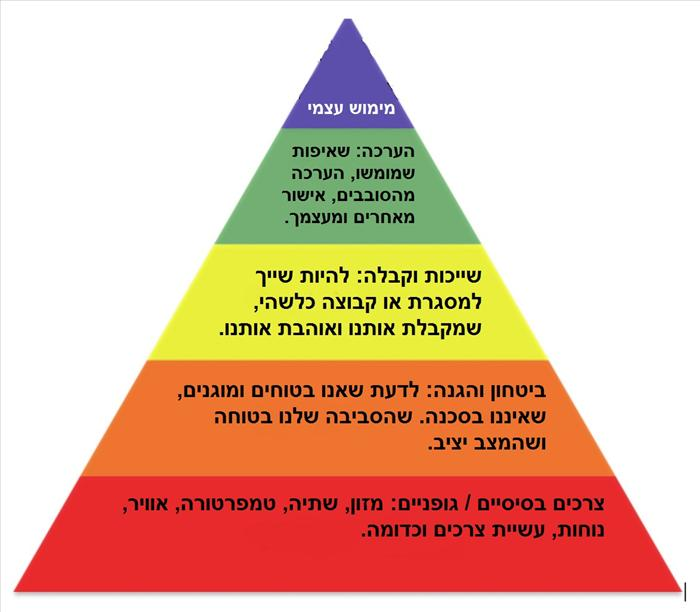 מימוש עצמי
הערכה: שאיפות
שמומשו, הערכה
מהסובבים, אישור
מאחרים ומעצמך.
שייכות וקבלה: להיות שייך
למסגרת או קבוצה כלשהי,
שמקבלת אותנו ואוהבת אותנו.
ביטחון והגנה: לדעת שאנו בטוחים ומוגנים,
שאיננו בסכנה. שהסביבה שלנו בטוחה
ושהמצב יציב.
צרכים בסיסיים / גופניים: מזון, שתיה, טמפרטורה, אוויר,
נוחות, עשיית צרכים וכדומה.